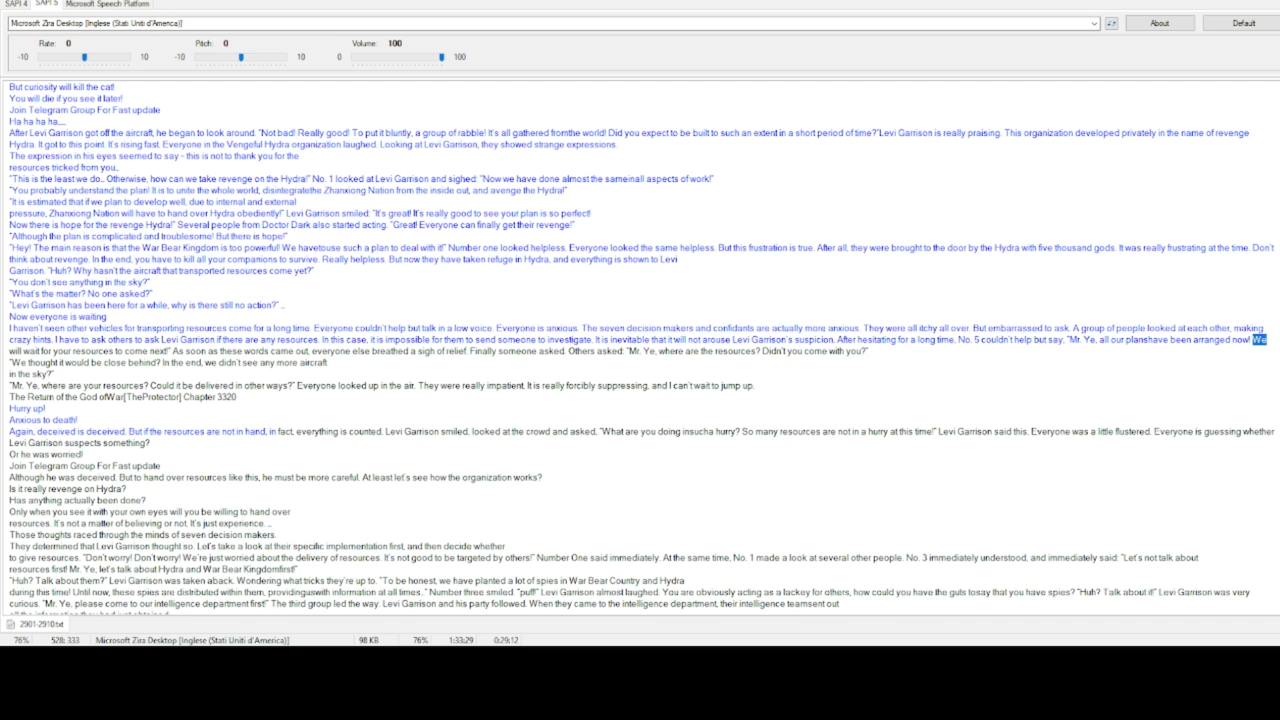 SAPI 4 SAPI 5 Microsoft Speech Platform
Microsoft Zira Desktop [Inglese (Stati Uniti d'America)] About Default
Rate: 0 Pitch: 0 Volume: 100
-10 10 -10 10 0 100
But curiosity will kill the cat!
You will die if you see it later!
Join Telegram Group For Fast update
Ha ha ha ha....
After Levi Garrison got off the aircraft, he began to look around. "Not bad! Really good! To put it bluntly, a group of rabble! It's all gathered fromthe world! Did you expect to be built to such an extent in a short period of time?"Levi Garrison is really praising. This organization developed privately in the name of revenge
Hydra. It got to this point. It's rising fast. Everyone in the Vengeful Hydra organization laughed. Looking at Levi Garrison, they showed strange expressions.
The expression in his eyes seemed to say - this is not to thank you for the
resources tricked from you..
"This is the least we do.. Otherwise, how can we take revenge on the Hydra!" No. 1 looked at Levi Garrison and sighed: "Now we have done almost the sameinall aspects of work!"
"You probably understand the plan! It is to unite the whole world, disintegratethe Zhanxiong Nation from the inside out, and avenge the Hydra!"
"It is estimated that if we plan to develop well, due to internal and external
pressure, Zhanxiong Nation will have to hand over Hydra obediently!" Levi Garrison smiled: "It's great! It's really good to see your plan is so perfect!
Now there is hope for the revenge Hydra!" Several people from Doctor Dark also started acting. "Great! Everyone can finally get their revenge!"
"Although the plan is complicated and troublesome! But there is hope!"
"Hey! The main reason is that the War Bear Kingdom is too powerful! We havetouse such a plan to deal with it!" Number one looked helpless. Everyone looked the same helpless. But this frustration is true. After all, they were brought to the door by the Hydra with five thousand gods. It was really frustrating at the time. Don't
think about revenge. In the end, you have to kill all your companions to survive. Really helpless. But now they have taken refuge in Hydra, and everything is shown to Levi
Garrison. "Huh? Why hasn't the aircraft that transported resources come yet?"
"You don't see anything in the sky?"
"What's the matter? No one asked?"
"Levi Garrison has been here for a while, why is there still no action?" ..
Now everyone is waiting
I haven't seen other vehicles for transporting resources come for a long time. Everyone couldn't help but talk in a low voice. Everyone is anxious. The seven decision makers and confidants are actually more anxious. They were all itchy all over. But embarrassed to ask. A group of people looked at each other, making
crazy hints. I have to ask others to ask Levi Garrison if there are any resources. In this case, it is impossible for them to send someone to investigate. It is inevitable that it will not arouse Levi Garrison's suspicion. After hesitating for a long time, No. 5 couldn't help but say, "Mr. Ye, all our planshave been arranged now! We
will wait for your resources to come next!" As soon as these words came out, everyone else breathed a sigh of relief. Finally someone asked. Others asked: "Mr. Ye, where are the resources? Didn't you come with you?"
"We thought it would be close behind? In the end, we didn't see any more aircraft
in the sky?"
"Mr. Ye, where are your resources? Could it be delivered in other ways?" Everyone looked up in the air. They were really impatient. It is really forcibly suppressing, and I can't wait to jump up.
The Return of the God ofWar[TheProtector] Chapter 3320
Hurry up!
Anxious to death!
Again, deceived is deceived. But if the resources are not in hand, in fact, everything is counted. Levi Garrison smiled, looked at the crowd and asked, "What are you doing insucha hurry? So many resources are not in a hurry at this time!" Levi Garrison said this. Everyone was a little flustered. Everyone is guessing whether
Levi Garrison suspects something?
Or he was worried!
Join Telegram Group For Fast update
Although he was deceived. But to hand over resources like this, he must be more careful. At least let's see how the organization works?
Is it really revenge on Hydra?
Has anything actually been done?
Only when you see it with your own eyes will you be willing to hand over
resources. It's not a matter of believing or not. It's just experience. ..
Those thoughts raced through the minds of seven decision makers.
They determined that Levi Garrison thought so. Let's take a look at their specific implementation first, and then decide whether
to give resources. "Don't worry! Don't worry! We're just worried about the delivery of resources. It's not good to be targeted by others!" Number One said immediately. At the same time, No. 1 made a look at several other people. No. 3 immediately understood, and immediately said: "Let's not talk about
resources first! Mr. Ye, let's talk about Hydra and War Bear Kingdomfirst!"
"Huh? Talk about them?" Levi Garrison was taken aback. Wondering what tricks they're up to. "To be honest, we have planted a lot of spies in War Bear Country and Hydra
during this time! Until now, these spies are distributed within them, providinguswith information at all times. " Number three smiled. "puff!" Levi Garrison almost laughed. You are obviously acting as a lackey for others, how could you have the guts tosay that you have spies? "Huh? Talk about it!" Levi Garrison was very
curious. "Mr. Ye, please come to our intelligence department first!" The third group led the way. Levi Garrison and his party followed. When they came to the intelligence department, their intelligence teamsent out
all the information they had just obtained
2901-2910.txt
76% 528: 333 Microsoft Zira Desktop [Inglese (Stati Uniti d'America)] 98 KB 76% 1:33:29 0:29:12